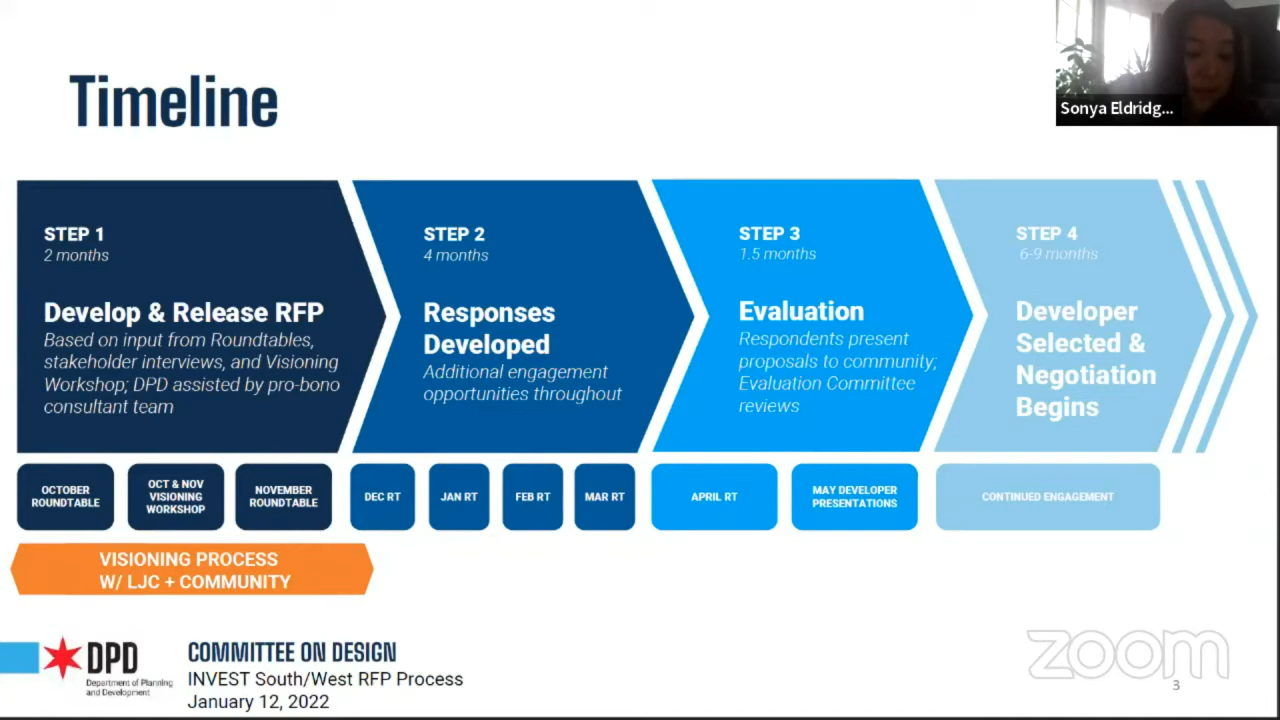 Timeline
Sonya Eldridg...
STEP 1
2 months
Develop & Release RFP
Based on input from Roundtables,
stakeholder interviews, and Visioning
Workshop; DPD assisted by pro-bono
consultant team
STEP 2
4 months
Responses
Developed
Additional engagement
opportunities throughout
STEP 3
1.5 months
Evaluation
Respondents present
proposals to community;
Evaluation Committee
reviews
STEP 4
6-9 months
Developer
Selected &
Negotiation
Begins
OCTOBER
ROUNDTABLE
OCT & NOV
VISIONING
WORKSHOP
NOVEMBER
ROUNDTABLE
DEC RT
JAN RT
FEB RT
MAR RT
APRIL RT
MAY DEVELOPER
PRESENTATIONS
CONTINUED ENGAGEMENT
VISIONING PROCESS
W/ LJC + COMMUNITY
DPD
Department of Planning
and Development
COMMITTEE ON DESIGN
INVEST South/West RFP Process
January 12, 2022
zoom
3